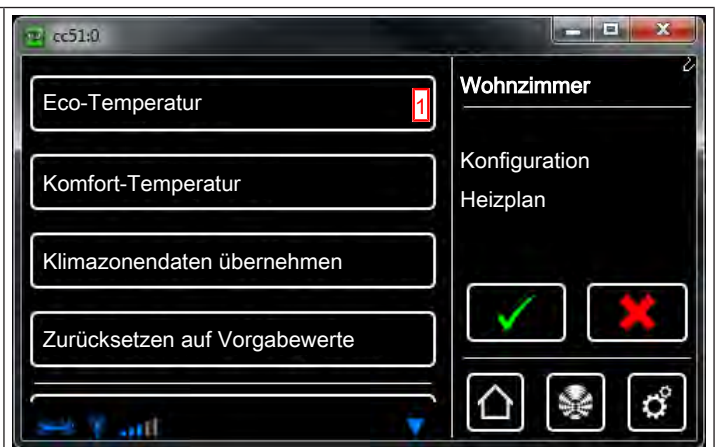 cc51:0
Eco-Temperatur 1
Komfort-Temperatur
Klimazonendaten übernehmen
Zurücksetzen auf Vorgabewerte
Wohnzimmer
Konfiguration
Heizplan